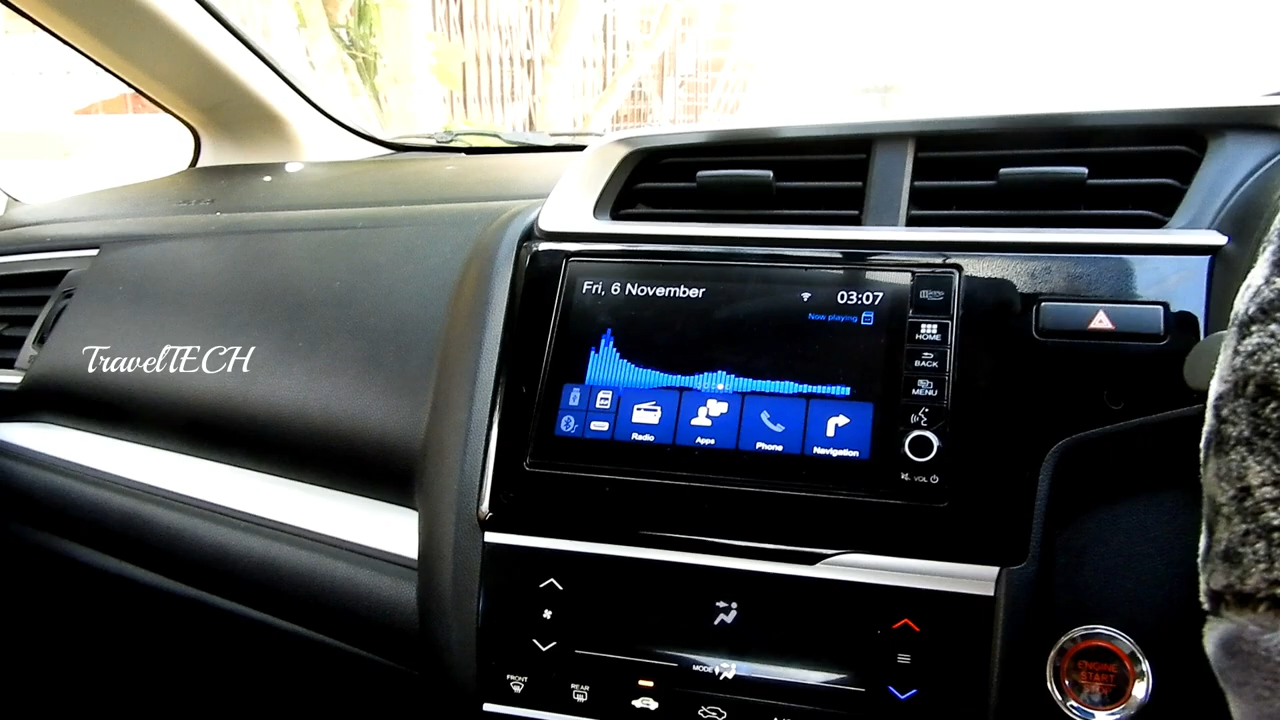 Fri, 6 November
03:07
Now playing
HOME
BACK
MENU
TravelTECH
Radio
Apps
Phone
Navigation
VOL
MODE
FRONT
REAR
ENGINE
START
STOP